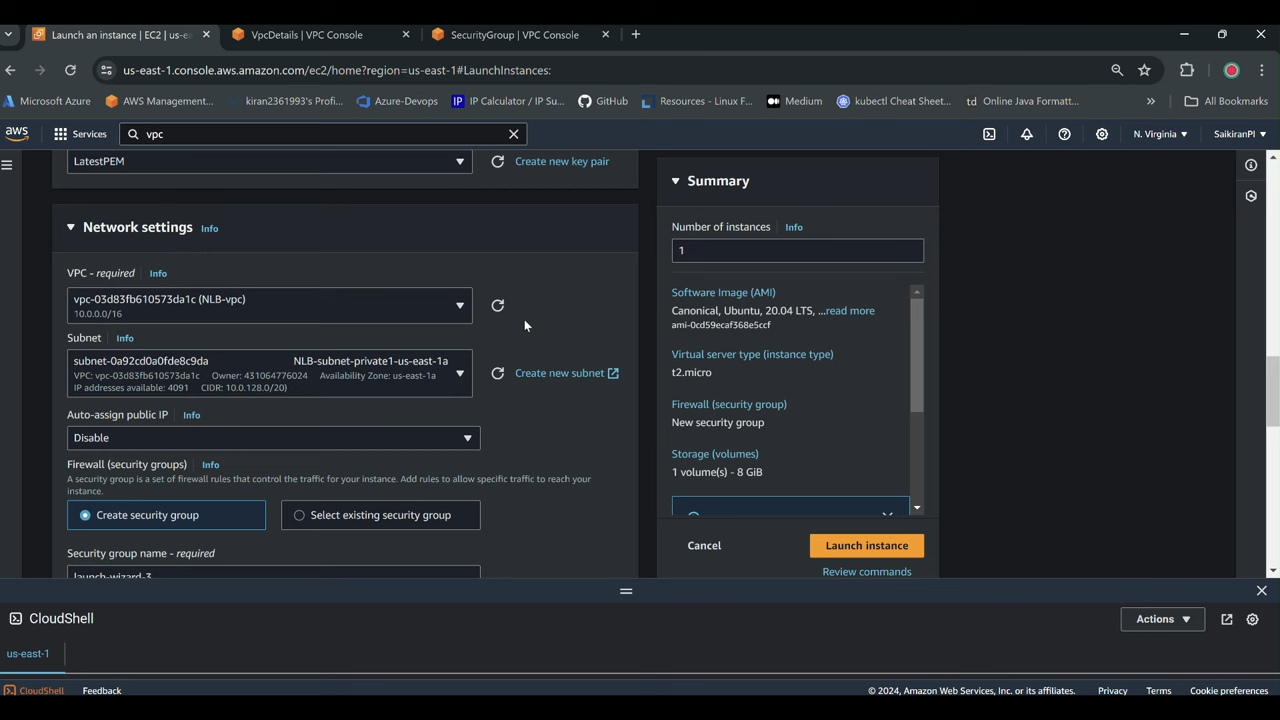 Launch an instance | EC2 | us-e
VpcDetails | VPC Console
SecurityGroup | VPC Console
us-east-1.console.aws.amazon.com/ec2/home?region=us-east-1#LaunchInstances:
Microsoft Azure
AWS Management...
kiran2361993's Profi...
Azure-Devops
IP
IP Calculator / IP Su...
GitHub
Resources - Linux F...
Medium
kubectl Cheat Sheet...
td
Online Java Formatt...
»
All Bookmarks
aws
Services
vpc
N. Virginia
SaikiranPI
LatestPEM
Create new key pair
Network settings Info
VPC - required Info
vpc-03d83fb610573da1c (NLB-vpc)
10.0.0.0/16
Subnet Info
subnet-0a92cd0a0fde8c9da NLB-subnet-private1-us-east-1a
VPC: vpc-03d83fb610573da1c Owner: 431064776024 Availability Zone: us-east-1a
IP addresses available: 4091 CIDR: 10.0.128.0/20)
Create new subnet
Auto-assign public IP Info
Disable
Firewall (security groups) Info
A security group is a set of firewall rules that control the traffic for your instance. Add rules to allow specific traffic to reach your
instance.
Create security group
Select existing security group
Security group name - required
launch-wizard-3
Summary
Number of instances Info
1
Software Image (AMI)
Canonical, Ubuntu, 20.04 LTS, ...read more
ami-0cd59ecaf368e5ccf
Virtual server type (instance type)
t2.micro
Firewall (security group)
New security group
Storage (volumes)
1 volume(s) - 8 GiB
Cancel
Launch instance
Review commands
CloudShell
Actions
us-east-1
CloudShell
Feedback
© 2024, Amazon Web Services, Inc. or its affiliates.
Privacy
Terms
Cookie preferences